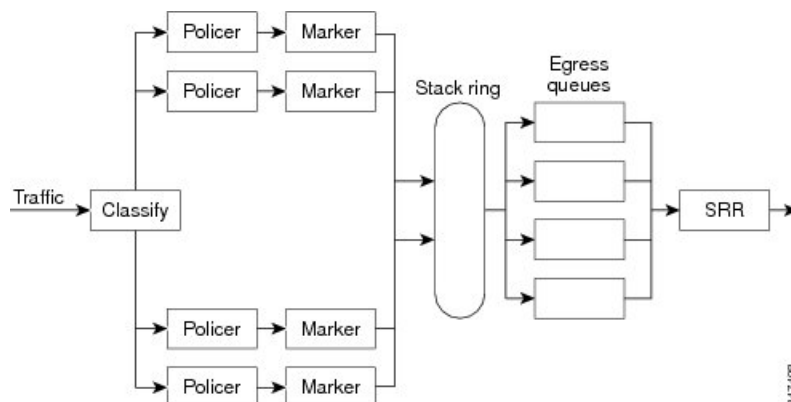 Policer
Marker
Policer
Marker
Stack ring
Egress
queues
Traffic
Classify
SRR
Policer
Marker
Policer
Marker